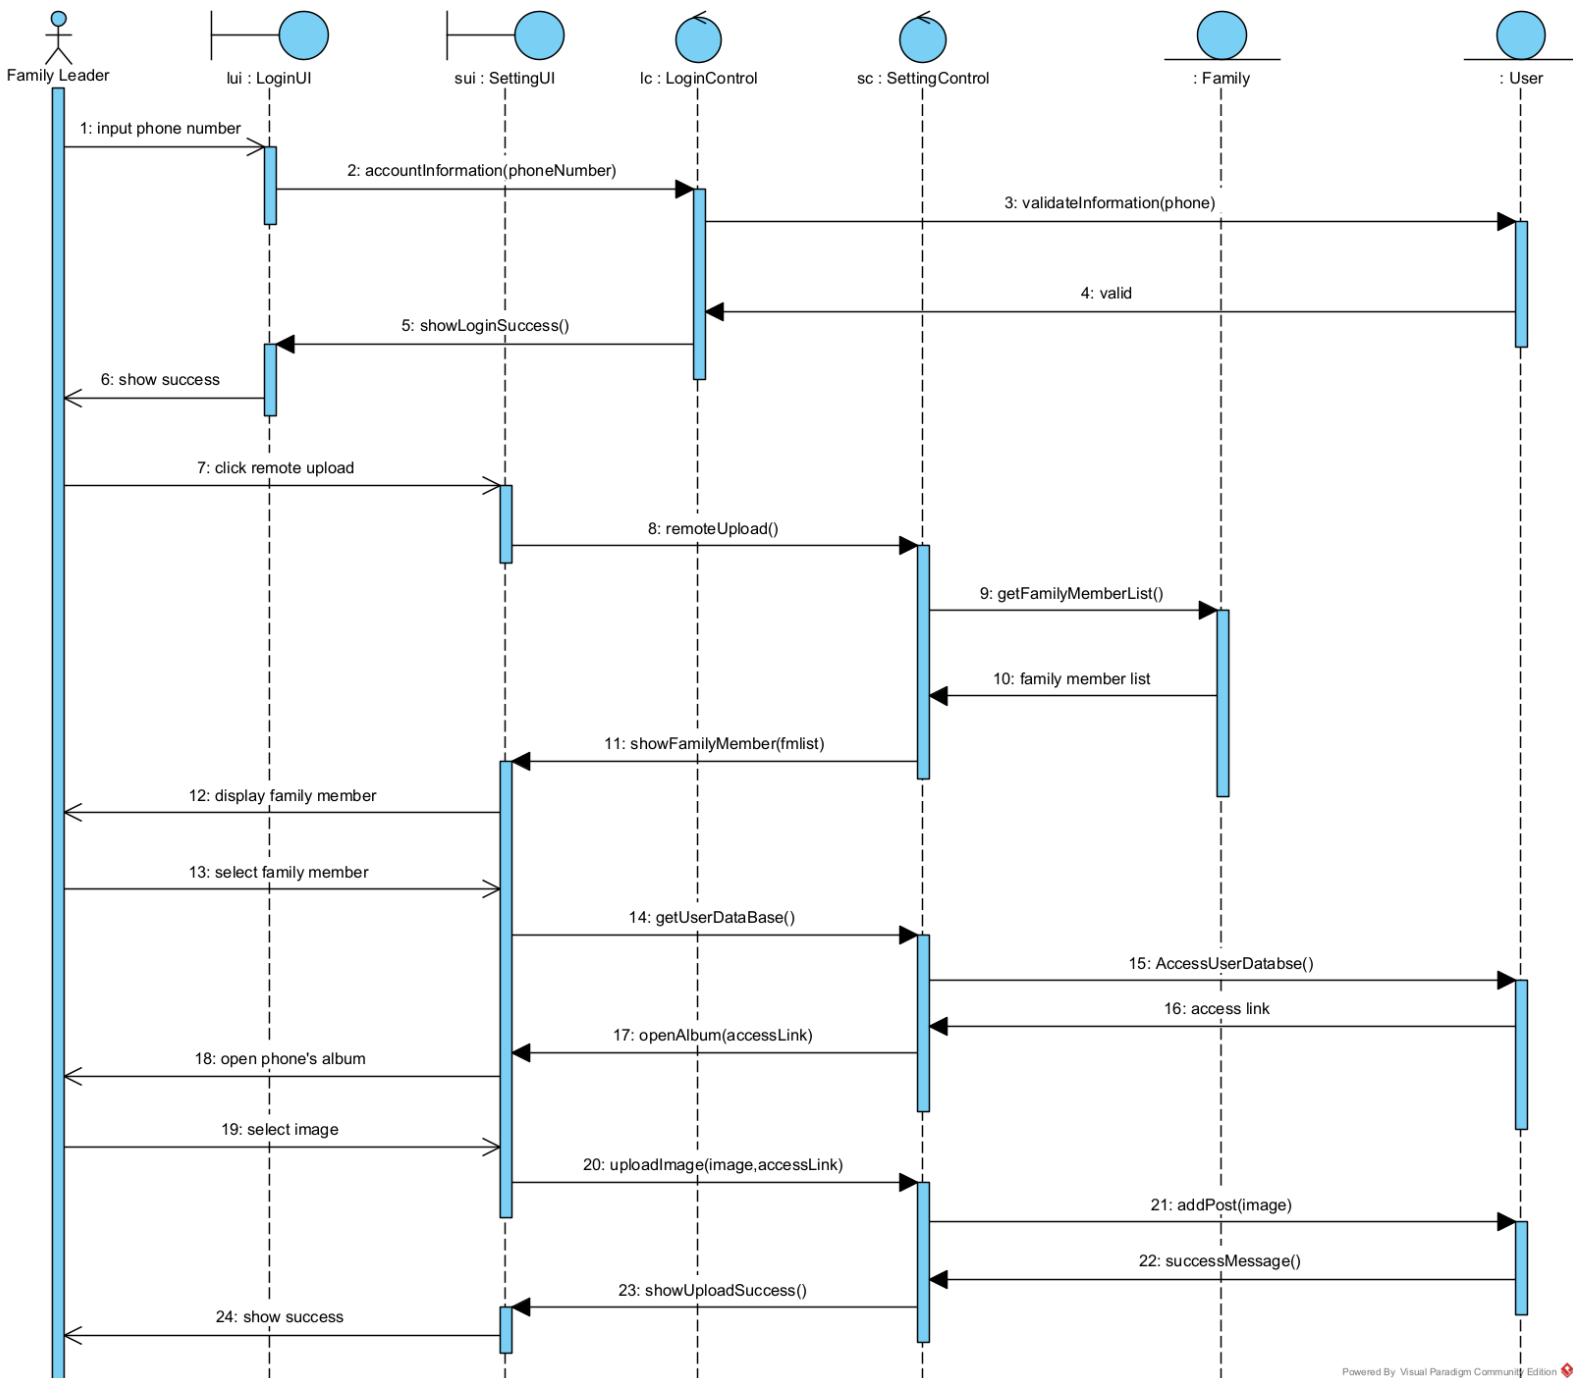 Family Leader
lui : LoginUI
sui : SettingUI
lc : LoginControl
sc : SettingControl
: Family
: User
1: input phone number
2: accountInformation(phoneNumber)
3: validateInformation(phone)
4: valid
5: showLoginSuccess()
6: show success
7: click remote upload
8: remoteUpload()
9: getFamilyMemberList()
10: family member list
11: showFamilyMember(fmlist)
12: display family member
13: select family member
14: getUserDataBase()
15: AccessUserDatabse()
16: access link
17: openAlbum(accessLink)
18: open phone's album
19: select image
20: uploadImage(image,accessLink)
21: addPost(image)
22: successMessage()
23: showUploadSuccess()
24: show success
Powered By Visual Paradigm Community Edition